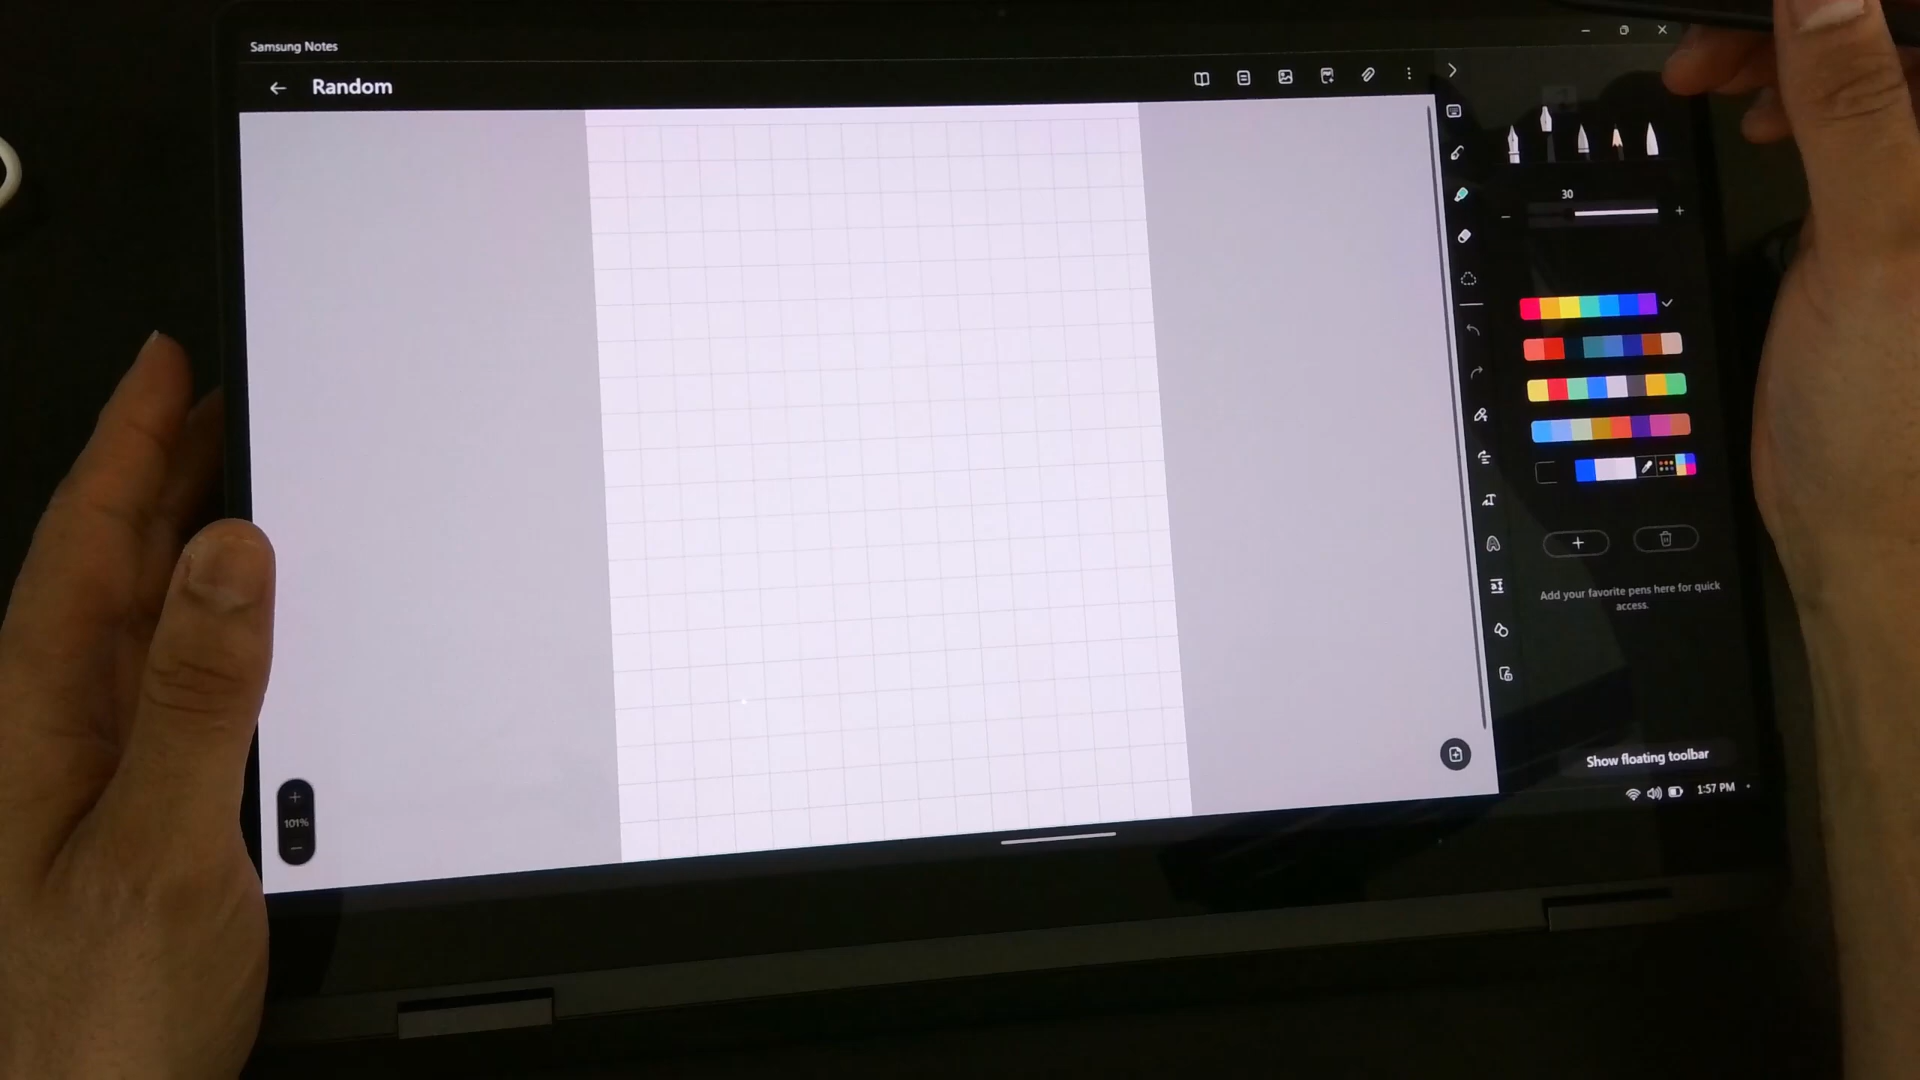 Samsung Notes
Random
30
Add your favorite pens here for quick
access.
Show floating toolbar
1:57 PM
101%